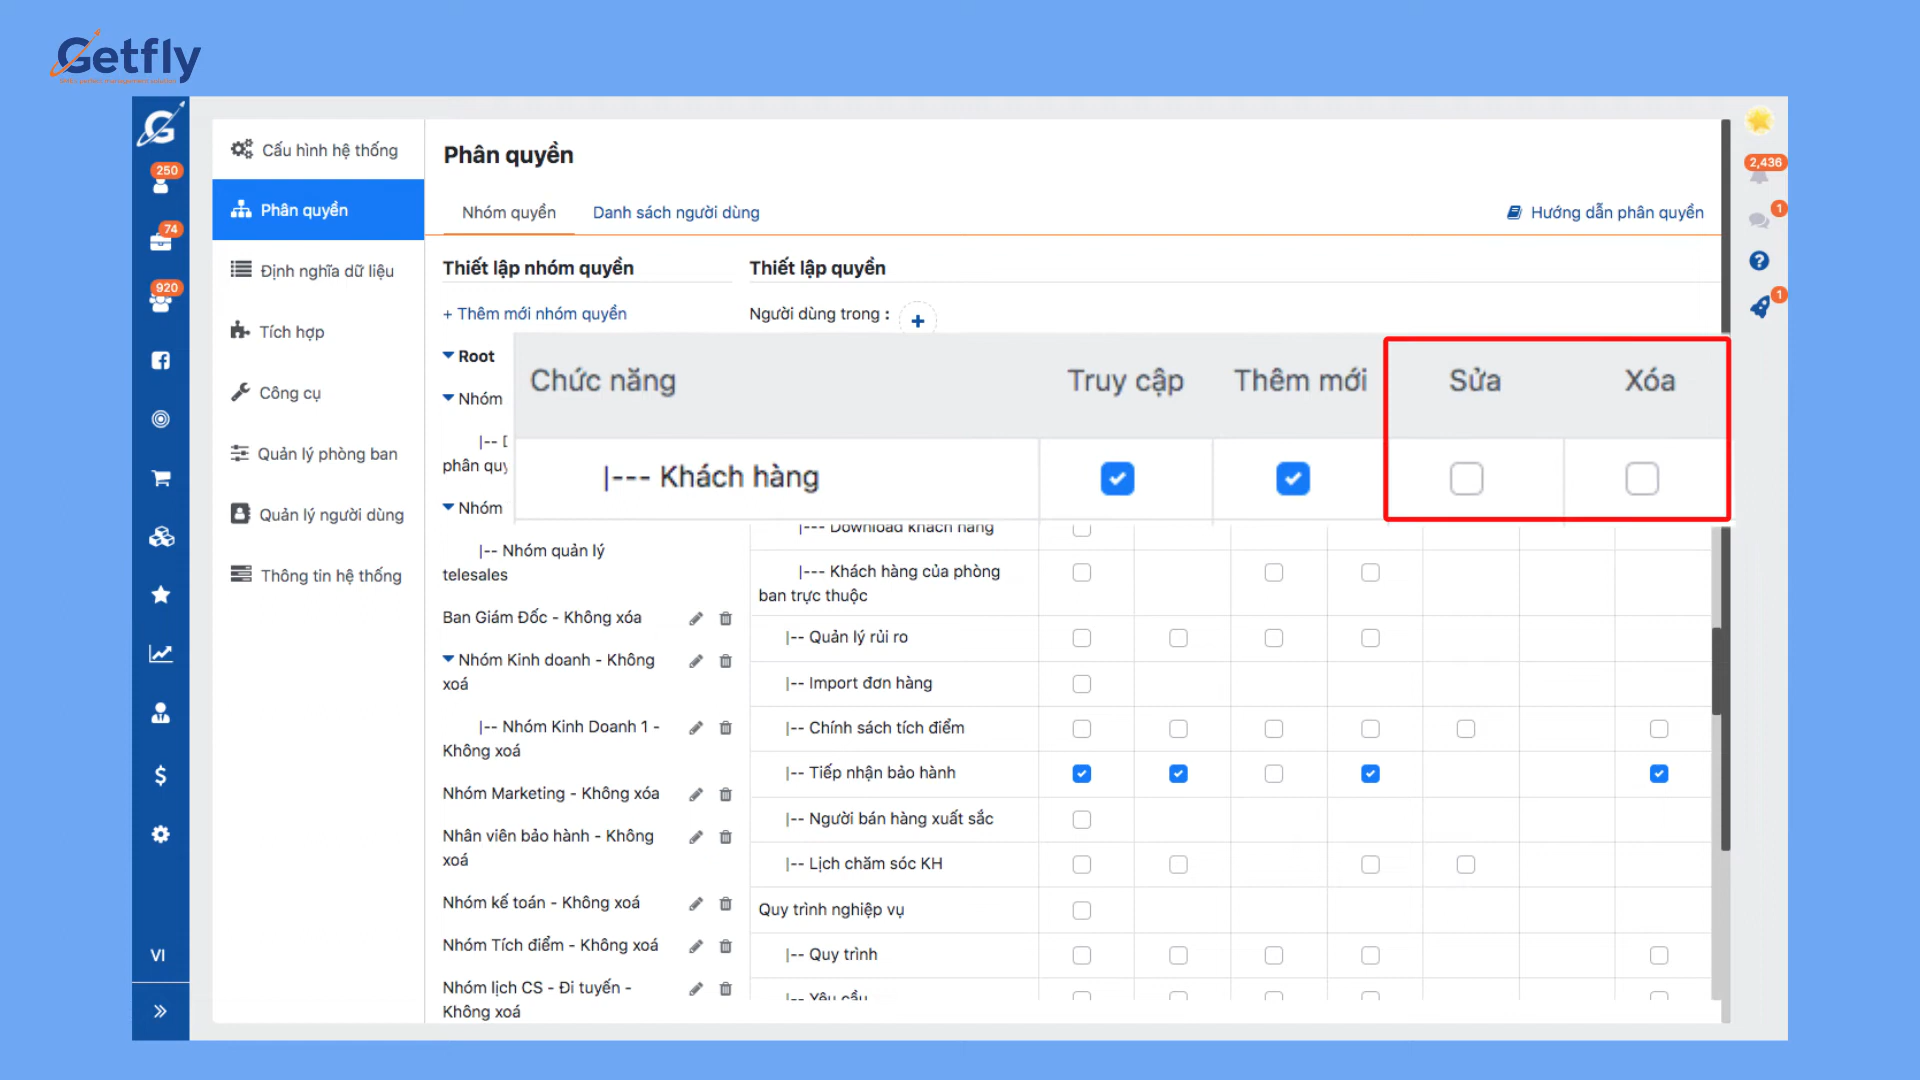 Getfly
250
74
920
VI
Cấu hình hệ thống
Phân quyền
Định nghĩa dữ liệu
Tích hợp
Công cụ
Quản lý phòng ban
Quản lý người dùng
Thông tin hệ thống
Phân quyền
Nhóm quyền
Danh sách người dùng
Hướng dẫn phân quyền
Thiết lập nhóm quyền
Thiết lập quyền
+ Thêm mới nhóm quyền
Người dùng trong :
Root
Nhóm
|--
phân
Nhóm
|-- Nhóm quản lý
telesales
Ban Giám Đốc - Không xóa
Nhóm Kinh doanh - Không
xoá
|-- Nhóm Kinh Doanh 1 -
Không xoá
Nhóm Marketing - Không xóa
Nhân viên bảo hành - Không
xoá
Nhóm kế toán - Không xoá
Nhóm Tích điểm - Không xoá
Nhóm lịch CS - Đi tuyến -
Không xoá
Chức năng
Truy cập
Thêm mới
Sửa
Xóa
|--- Khách hàng
|--- Download khách hàng
|--- Khách hàng của phòng
ban trực thuộc
|-- Quản lý rủi ro
|-- Import đơn hàng
|-- Chính sách tích điểm
|-- Tiếp nhận bảo hành
|-- Người bán hàng xuất sắc
|-- Lịch chăm sóc KH
Quy trình nghiệp vụ
|-- Quy trình
|-- Yêu cầu
2,436
1
1